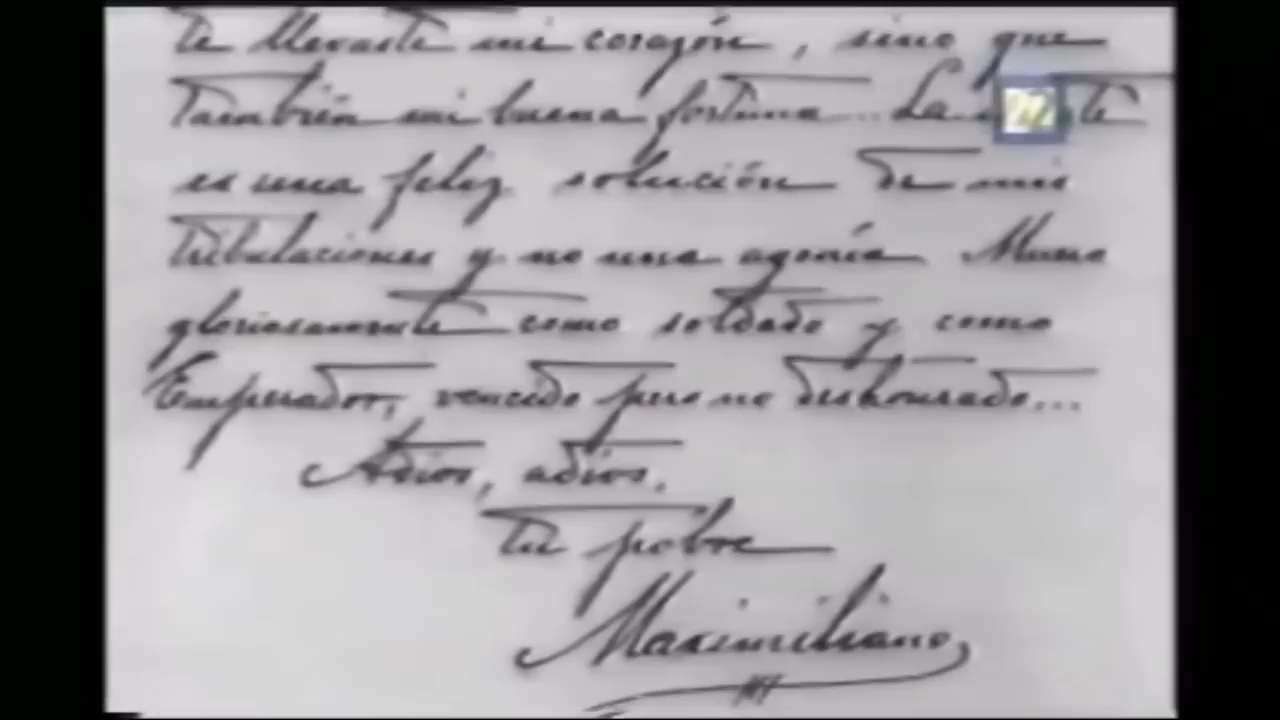 te llevaste mi corazón, sino que
también mi buena fortuna... La
es una feliz solución de mis
tribulaciones y no una agonía. Muero
gloriosamente como soldado y como
Emperador, vencido pero no deshonrado...
Adios, adios.
Tu pobre
Maximiliano,